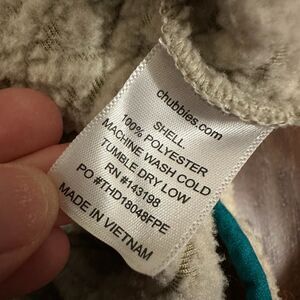 chubbies.com
SHELL.
100% POLYESTER
MACHINE WASH COLD
TUMBLE DRY LOW
RN #143198
PO #THD18048FPE
MADE IN VIETNAM